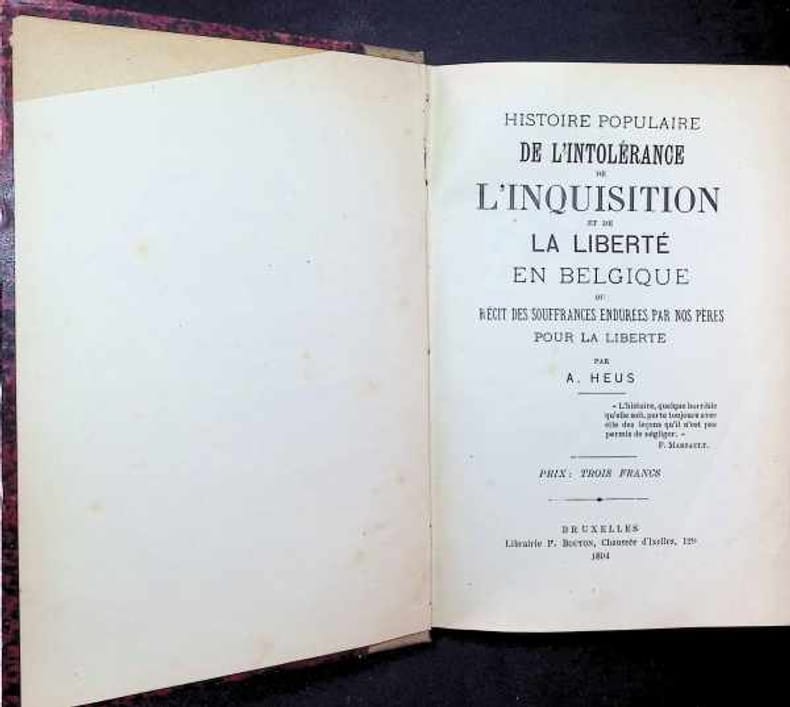 HISTOIRE POPULAIRE
DE L'INTOLÉRANCE
DE
L'INQUISITION
ET DE
LA LIBERTÉ
EN BELGIQUE
OU
RÉCIT DES SOUFFRANCES ENDURÉES PAR NOS PÈRES
POUR LA LIBERTÉ
PAR
A. HEUS
« L'histoire, quelque horrible
qu'elle soit, porte toujours avec
elle des leçons qu'il n'est pas
permis de négliger. »
PRIX : TROIS FRANCS
BRUXELLES
Librairie P. BOUTON, Chaussée d'Ixelles, 129
1894